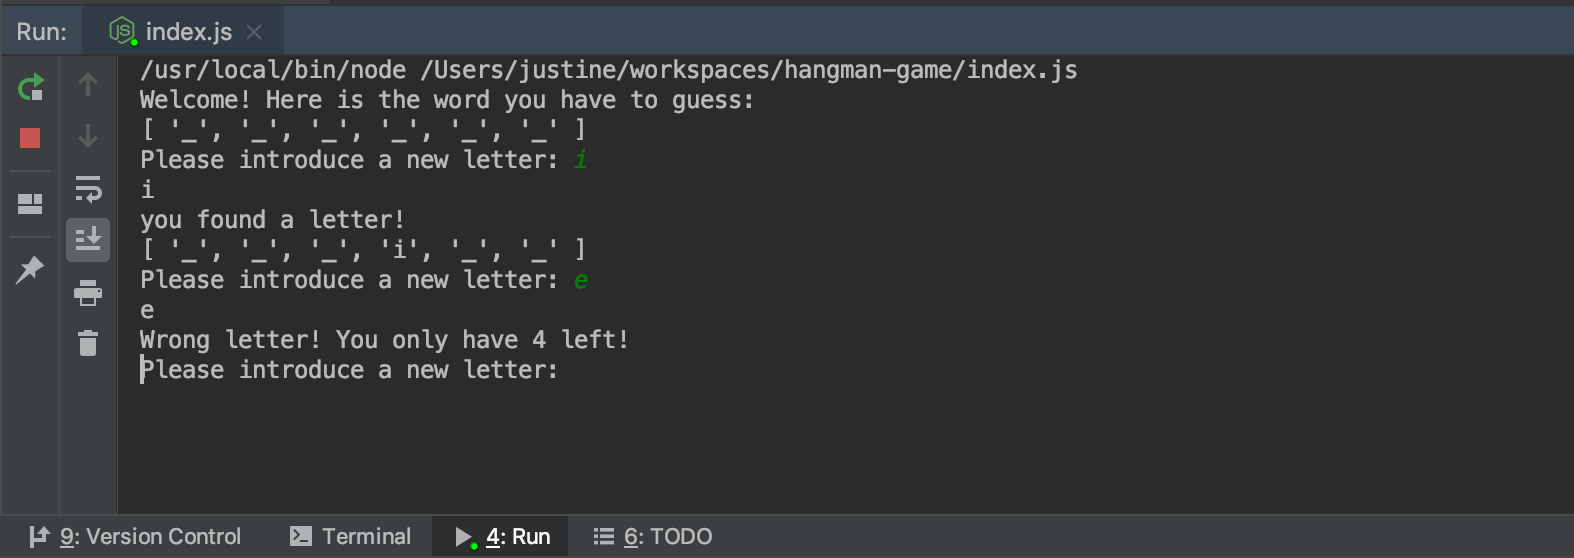 Run: index.js
/usr/local/bin/node /Users/justine/workspaces/hangman-game/index.js
Welcome! Here is the word you have to guess:
[ '_', '_', '_', '_', '_', '_' ]
Please introduce a new letter: i
i
you found a letter!
[ '_', '_', '_', 'i', '_', '_' ]
Please introduce a new letter: e
e
Wrong letter! You only have 4 left!
Please introduce a new letter:
9: Version Control Terminal 4: Run 6: TODO